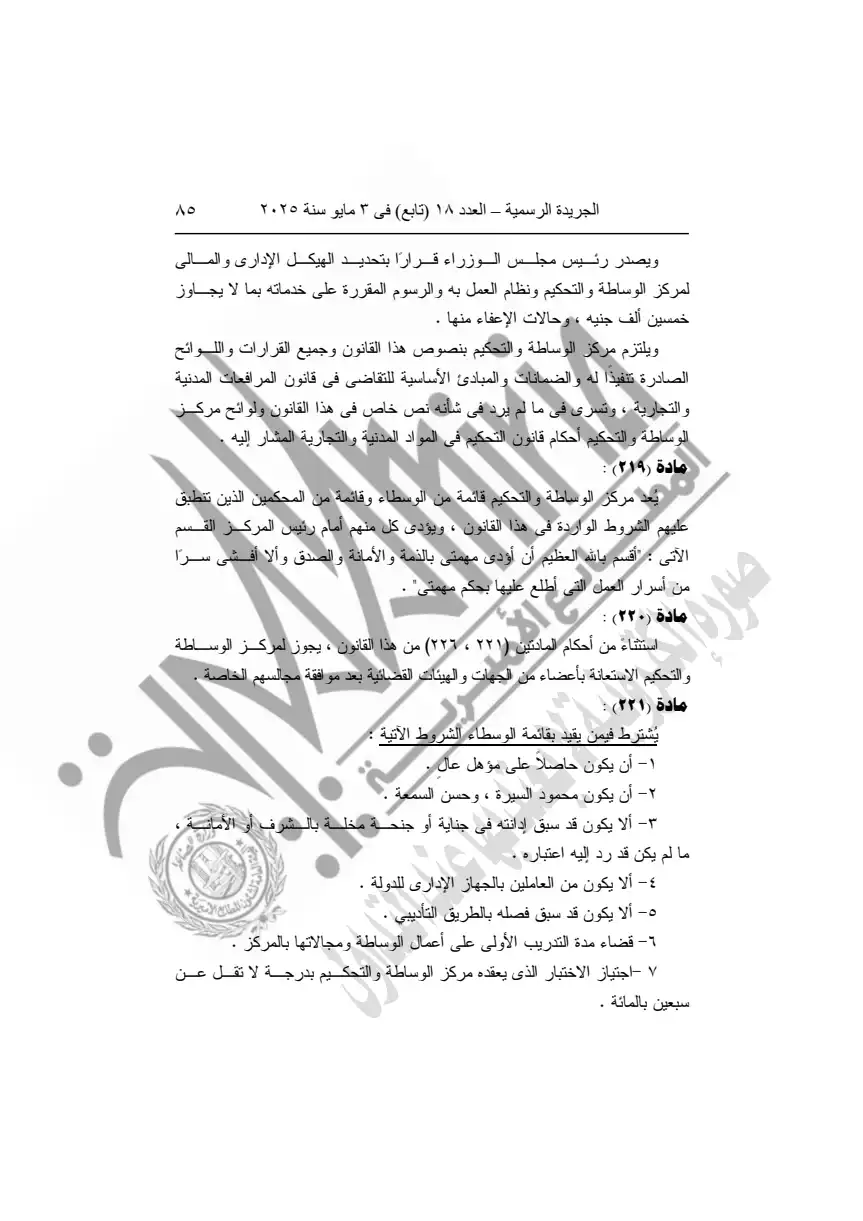 الجريدة الرسمية – العدد ١٨ (تابع) فى ٣ مايو سنة ٢٠٢٥ ٨٥
ويصدر رئيس مجلس الوزراء قرارًا بتحديد الهيكل الإدارى والمالى
لمركز الوساطة والتحكيم ونظام العمل به والرسوم المقررة على خدماته بما لا يجاوز
خمسين ألف جنيه ، وحالات الإعفاء منها .
ويلتزم مركز الوساطة والتحكيم بنصوص هذا القانون وجميع القرارات واللوائح
الصادرة تنفيذًا له والضمانات والمبادئ الأساسية للتقاضى فى قانون المرافعات المدنية
والتجارية ، وتسرى فى ما لم يرد فى شأنه نص خاص فى هذا القانون ولوائح مركز
الوساطة والتحكيم أحكام قانون التحكيم فى المواد المدنية والتجارية المشار إليه .
مادة (٢١٩) :
يُعد مركز الوساطة والتحكيم قائمة من الوسطاء وقائمة من المحكمين الذين تنطبق
عليهم الشروط الواردة فى هذا القانون ، ويؤدى كل منهم أمام رئيس المركز القسم
الآتى : "أقسم بالله العظيم أن أؤدى مهمتى بالذمة والأمانة والصدق وألا أفشى سرًا
من أسرار العمل التى أطلع عليها بحكم مهمتى" .
مادة (٢٢٠) :
استثناءً من أحكام المادتين (٢٢١ ، ٢٢٦) من هذا القانون ، يجوز لمركز الوساطة
والتحكيم الاستعانة بأعضاء من الجهات والهيئات القضائية بعد موافقة مجالسهم الخاصة .
مادة (٢٢١) :
يُشترط فيمن يقيد بقائمة الوسطاء الشروط الآتية :
١- أن يكون حاصلاً على مؤهل عالِ .
٢- أن يكون محمود السيرة ، وحسن السمعة .
٣- ألا يكون قد سبق إدانته فى جناية أو جنحة مخلة بالشرف أو الأمانة ،
ما لم يكن قد رد إليه اعتباره .
٤- ألا يكون من العاملين بالجهاز الإدارى للدولة .
٥- ألا يكون قد سبق فصله بالطريق التأديبي .
٦- قضاء مدة التدريب الأولى على أعمال الوساطة ومجالاتها بالمركز .
٧ -اجتياز الاختبار الذى يعقده مركز الوساطة والتحكيم بدرجة لا تقل عن
سبعين بالمائة .